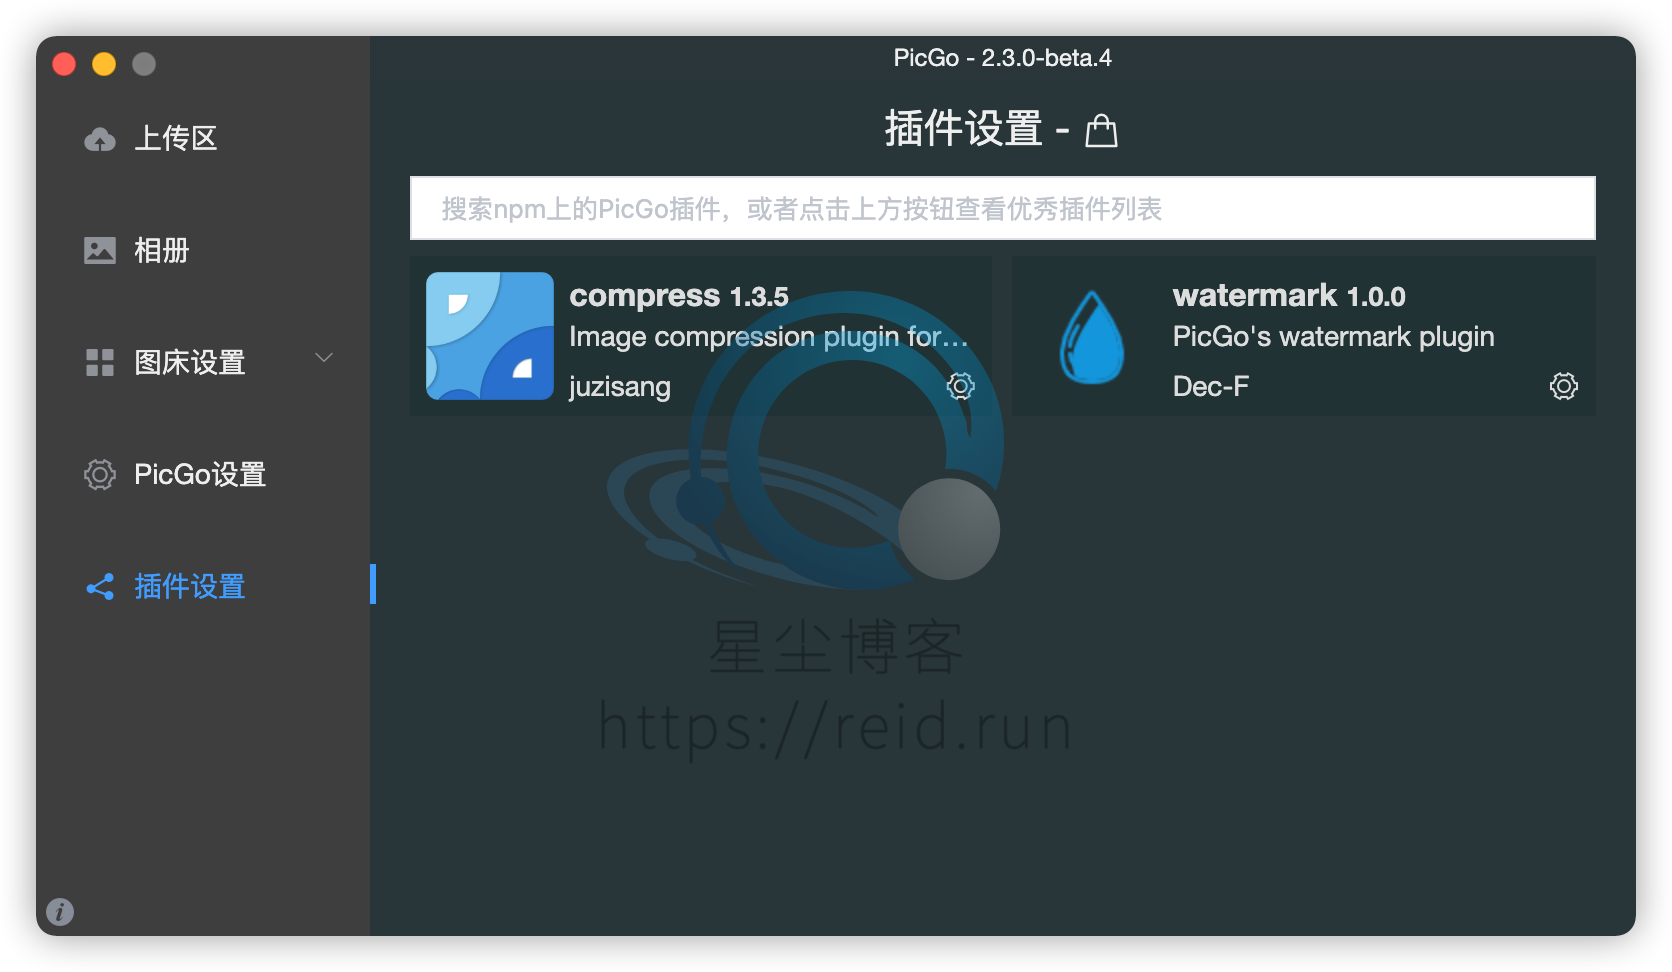 PicGo - 2.3.0-beta.4
上传区
相册
图床设置
PicGo设置
插件设置
插件设置 -
搜索npm上的PicGo插件，或者点击上方按钮查看优秀插件列表
compress 1.3.5
Image compression plugin for...
juzisang
watermark 1.0.0
PicGo's watermark plugin
Dec-F
星尘博客
https://reid.run